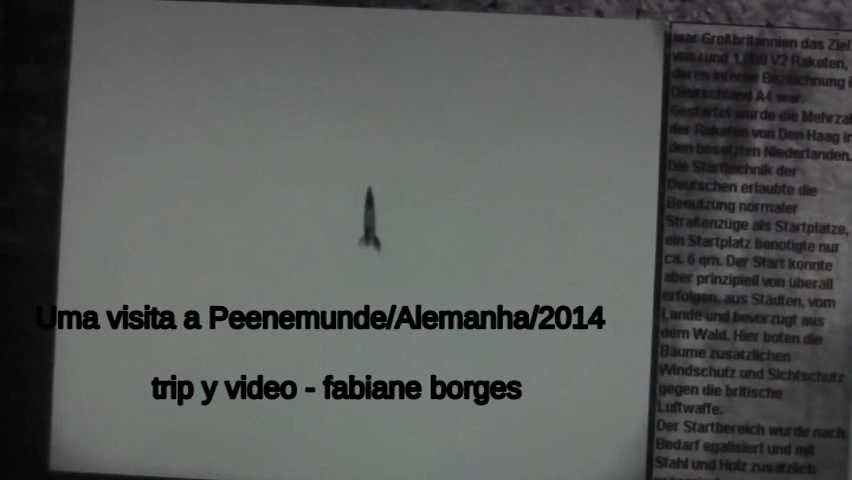 Uma visita a Peenemunde/Alemanha/2014
trip y video - fabiane borges
war Großbritannien das Ziel
von rund 1.000 V2 Raketen,
deren interne Bezeichnung i
Deutschland A4 war.
Gestartet wurde die Mehrzal
der Raketen von Den Haag in
den besetzten Niederlanden.
Die Starttechnik der
Deutschen erlaubte die
Benutzung normaler
Straßenzüge als Startplätze,
ein Startplatz benötigte nur
ca. 6 qm. Der Start konnte
aber prinzipiell von überall
erfolgen, aus Städten, vom
Lande und bevorzugt aus
dem Wald. Hier boten die
Bäume zusätzlichen
Windschutz und Sichtschutz
gegen die britische
Luftwaffe.
Der Startbereich wurde nach
Bedarf egalisiert und mit
Stahl und Holz zusätzlich